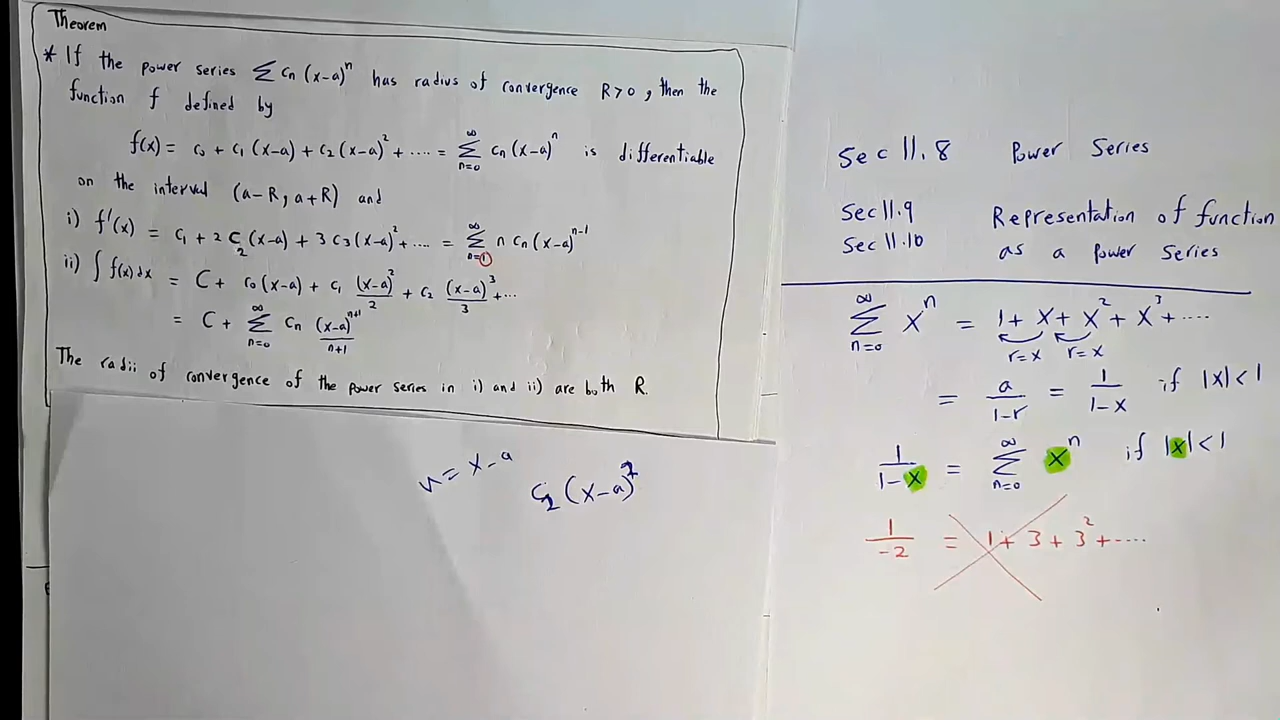 Theorem
* If the power series ∑ cn (x-a)^n has radius of convergence R>0, then the
function f defined by
f(x) = c0 + c1 (x-a) + c2 (x-a)^2 + .... = ∑_{n=0}^{∞} cn (x-a)^n is differentiable
on the interval (a-R, a+R) and
i) f'(x) = c1 + 2 c2 (x-a) + 3 c3 (x-a)^2 + .... = ∑_{n=1}^{∞} n cn (x-a)^{n-1}
ii) ∫ f(x) dx = C + c0 (x-a) + c1 (x-a)^2/2 + c2 (x-a)^3/3 + ...
= C + ∑_{n=0}^{∞} cn (x-a)^{n+1}/n+1
The radii of convergence of the power series in i) and ii) are both R.
u = x-a
c2 (x-a)^2
Sec 11.8 Power Series
Sec 11.9 Representation of function
Sec 11.10 as a Power Series
∑_{n=0}^{∞} x^n = 1 + x + x^2 + x^3 + ....
r=x r=x
= a/1-r = 1/1-x if |x|<1
1/1-x = ∑_{n=0}^{∞} x^n if |x|<1
1/-2 = 1 + 3 + 3^2 + ....